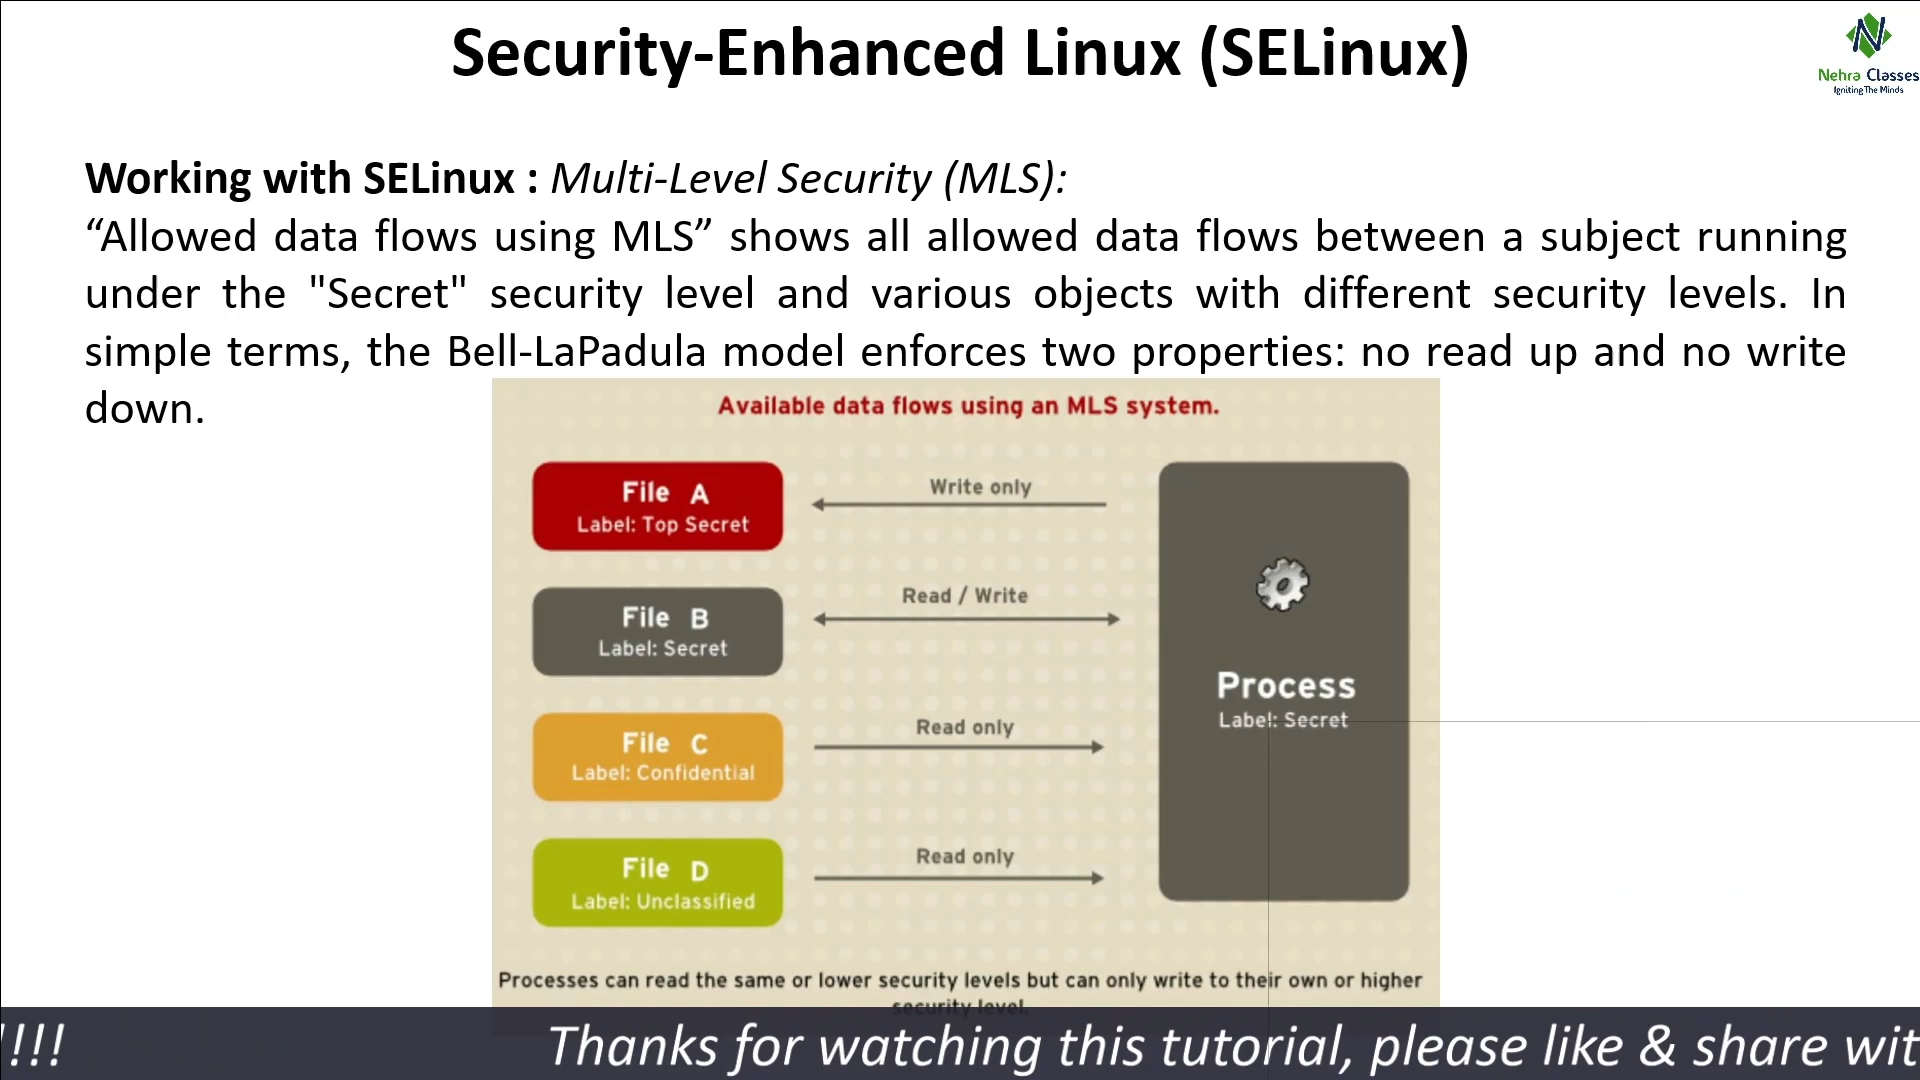 Security-Enhanced Linux (SELinux)
Nehra Classes
Igniting The Minds
Working with SELinux : Multi-Level Security (MLS):
“Allowed data flows using MLS” shows all allowed data flows between a subject running
under the "Secret" security level and various objects with different security levels. In
simple terms, the Bell-LaPadula model enforces two properties: no read up and no write
down.
Available data flows using an MLS system.
File A
Label: Top Secret
Write only
File B
Label: Secret
Read / Write
Process
Label: Secret
File C
Label: Confidential
Read only
File D
Label: Unclassified
Read only
Processes can read the same or lower security levels but can only write to their own or higher
security level.
!!!! Thanks for watching this tutorial, please like & share wit